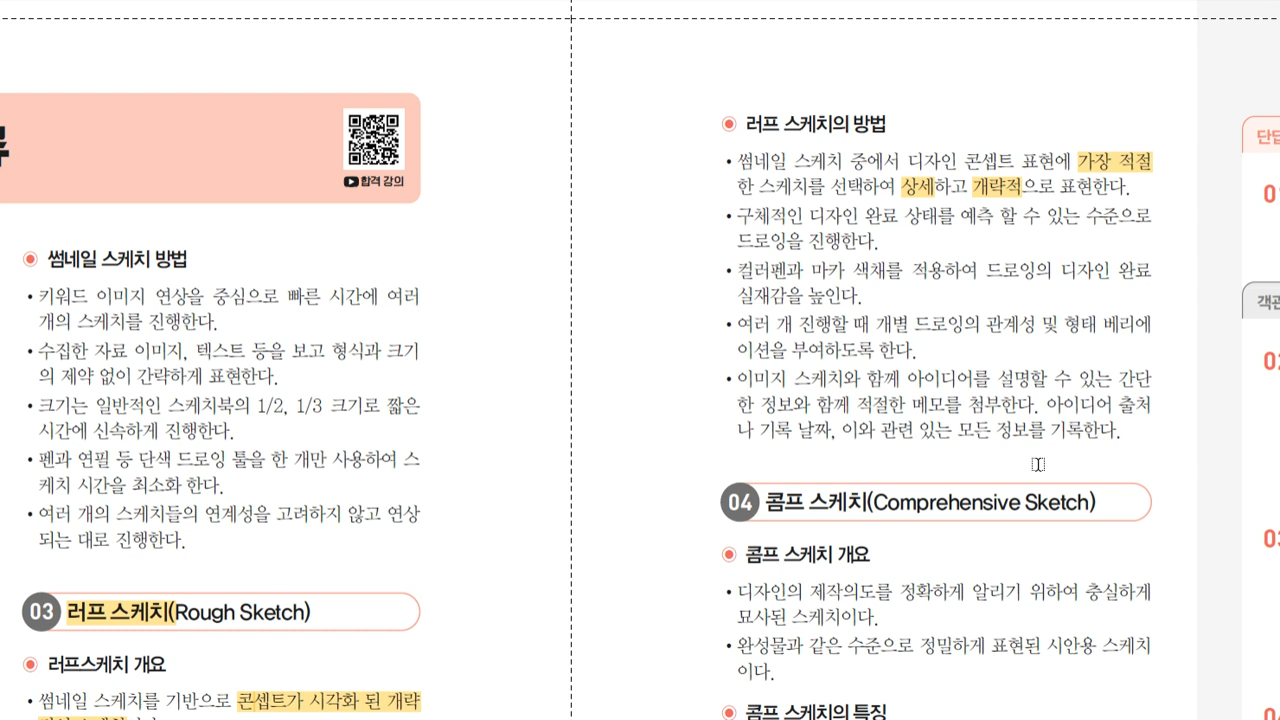 합격 강의
썸네일 스케치 방법
• 키워드 이미지 연상을 중심으로 빠른 시간에 여러
개의 스케치를 진행한다.
• 수집한 자료 이미지, 텍스트 등을 보고 형식과 크기
의 제약 없이 간략하게 표현한다.
• 크기는 일반적인 스케치북의 1/2, 1/3 크기로 짧은
시간에 신속하게 진행한다.
• 펜과 연필 등 단색 드로잉 툴을 한 개만 사용하여 스
케치 시간을 최소화 한다.
• 여러 개의 스케치들의 연계성을 고려하지 않고 연상
되는 대로 진행한다.
03 러프 스케치(Rough Sketch)
러프스케치 개요
• 썸네일 스케치를 기반으로 콘셉트가 시각화 된 개략
러프 스케치의 방법
• 썸네일 스케치 중에서 디자인 콘셉트 표현에 가장 적절
한 스케치를 선택하여 상세하고 개략적으로 표현한다.
• 구체적인 디자인 완료 상태를 예측 할 수 있는 수준으로
드로잉을 진행한다.
• 컬러펜과 마카 색채를 적용하여 드로잉의 디자인 완료
실재감을 높인다.
• 여러 개 진행할 때 개별 드로잉의 관계성 및 형태 베리에
이션을 부여하도록 한다.
• 이미지 스케치와 함께 아이디어를 설명할 수 있는 간단
한 정보와 함께 적절한 메모를 첨부한다. 아이디어 출처
나 기록 날짜, 이와 관련 있는 모든 정보를 기록한다.
04 콤프 스케치(Comprehensive Sketch)
콤프 스케치 개요
• 디자인의 제작의도를 정확하게 알리기 위하여 충실하게
묘사된 스케치이다.
• 완성물과 같은 수준으로 정밀하게 표현된 시안용 스케치
이다.
콤프 스케치의 특징